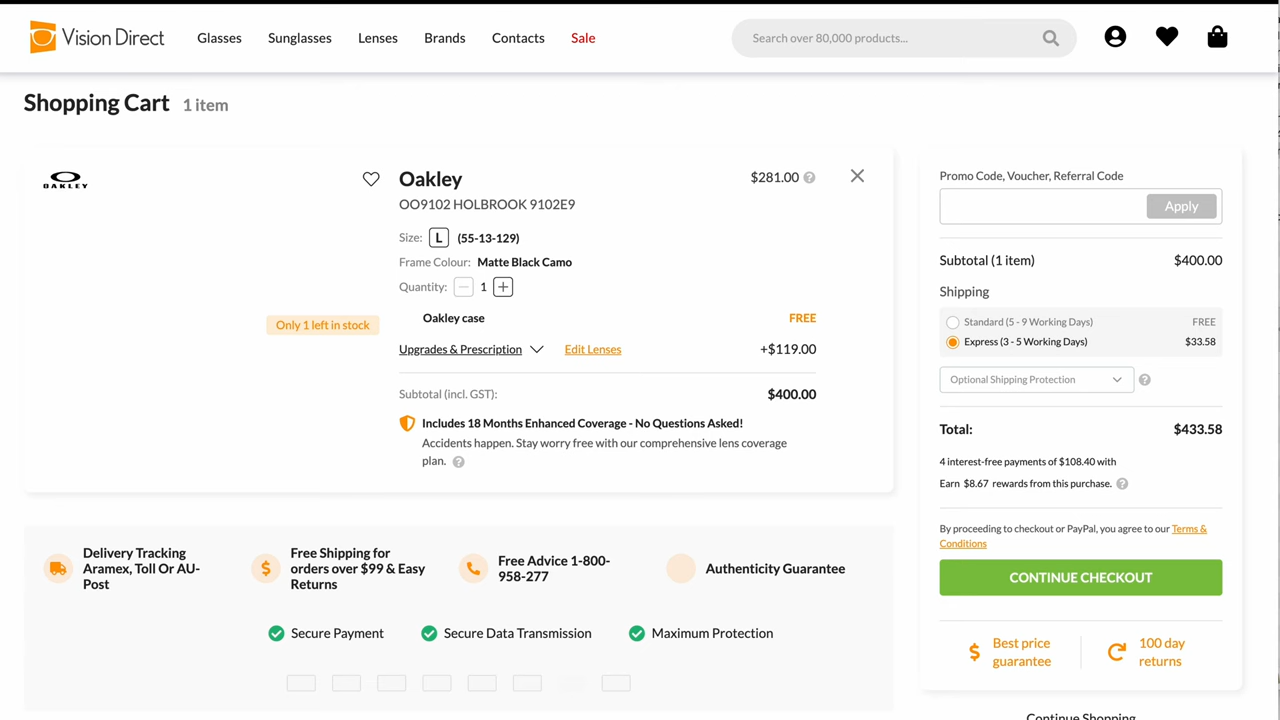 Vision Direct
Glasses
Sunglasses
Lenses
Brands
Contacts
Sale
Search over 80,000 products...
Shopping Cart 1 item
OAKLEY
Oakley
$281.00
OO9102 HOLBROOK 9102E9
Size: L (55-13-129)
Frame Colour: Matte Black Camo
Quantity: 1
Only 1 left in stock
Oakley case FREE
Upgrades & Prescription Edit Lenses +$119.00
Subtotal (incl. GST): $400.00
Includes 18 Months Enhanced Coverage - No Questions Asked!
Accidents happen. Stay worry free with our comprehensive lens coverage
plan.
Promo Code, Voucher, Referral Code
Apply
Subtotal (1 item) $400.00
Shipping
Standard (5 - 9 Working Days) FREE
Express (3 - 5 Working Days) $33.58
Optional Shipping Protection
Total: $433.58
4 interest-free payments of $108.40 with
Earn $8.67 rewards from this purchase.
By proceeding to checkout or PayPal, you agree to our Terms &
Conditions
CONTINUE CHECKOUT
Best price
guarantee
100 day
returns
Continue Shopping
Delivery Tracking
Aramex, Toll Or AU-
Post
Free Shipping for
orders over $99 & Easy
Returns
Free Advice 1-800-
958-277
Authenticity Guarantee
Secure Payment
Secure Data Transmission
Maximum Protection